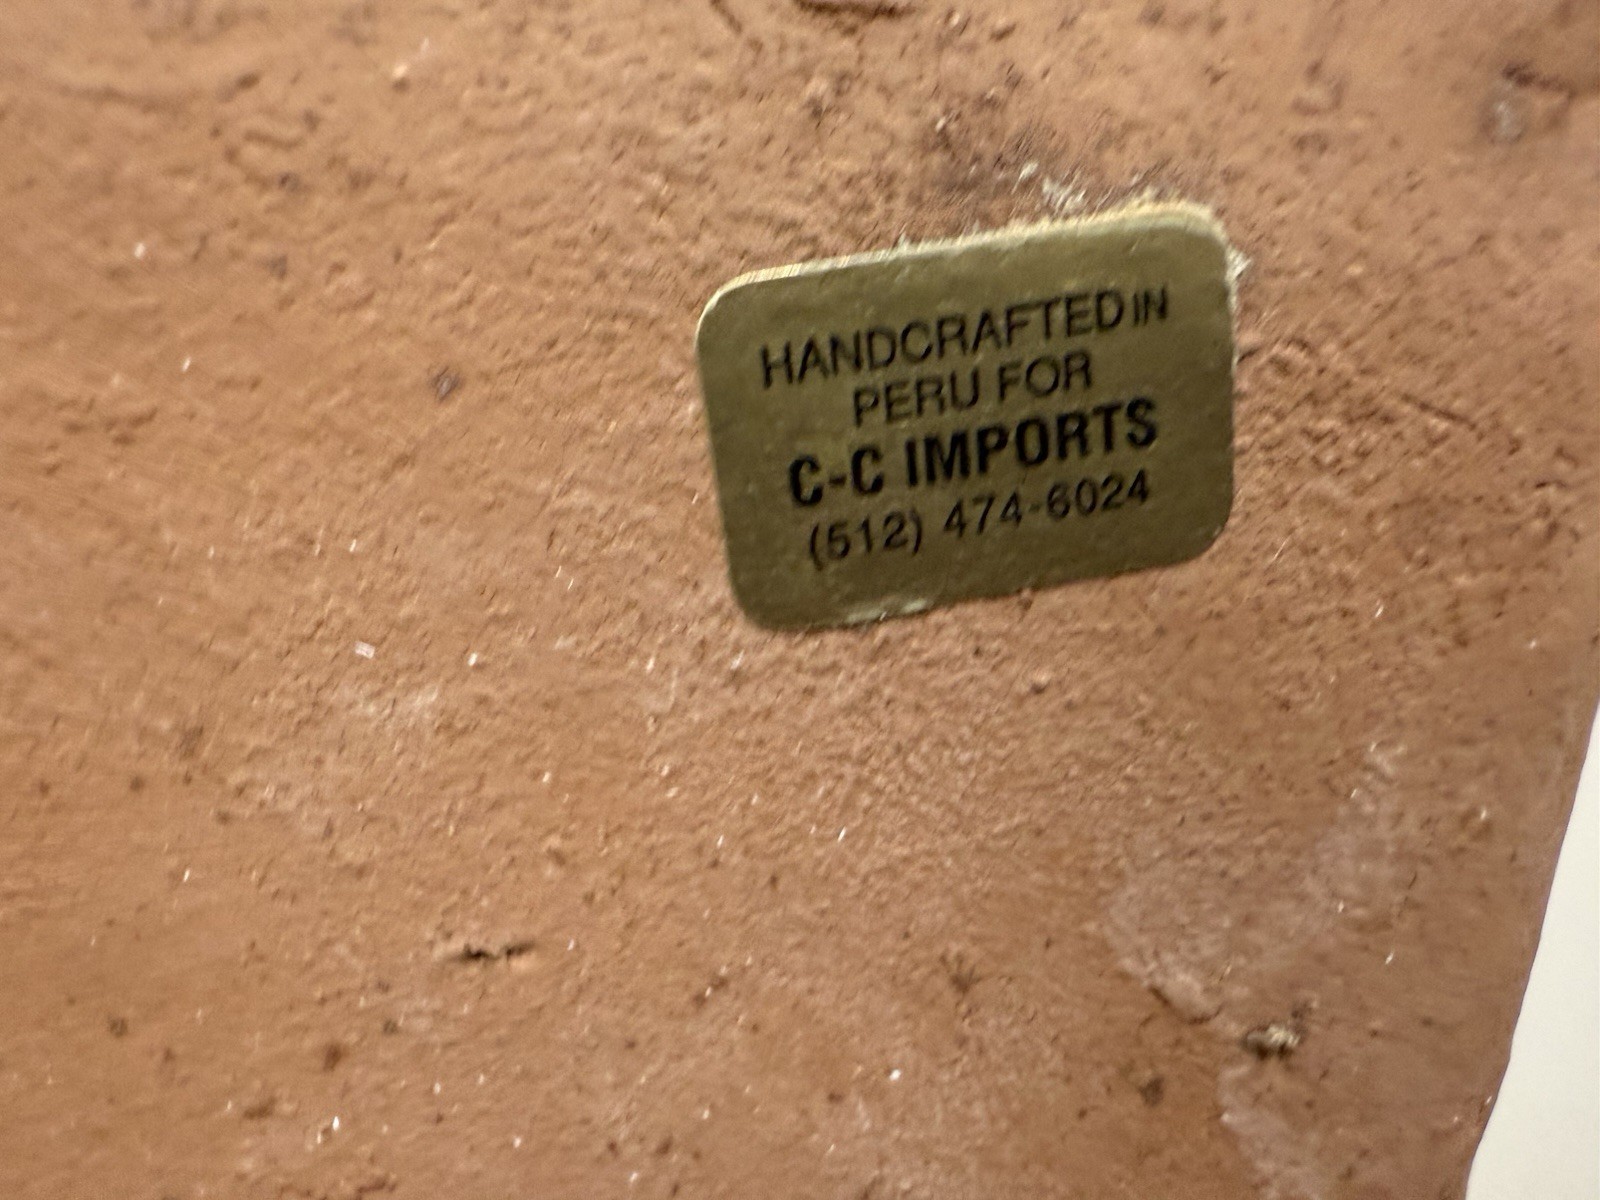 HANDCRAFTED IN
PERU FOR
C-C IMPORTS
(512) 474-6024